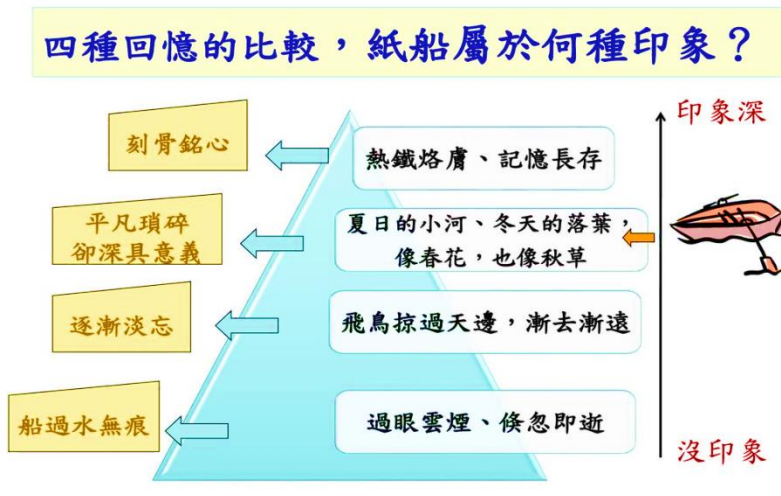 四種回憶的比較，紙船屬於何種印象？
印象深
刻骨銘心
熱鐵烙膚、記憶長存
平凡瑣碎
卻深具意義
夏日的小河、冬天的落葉，
像春花，也像秋草
逐漸淡忘
飛鳥掠過天邊，漸去漸遠
船過水無痕
過眼雲煙、倏忽即逝
沒印象